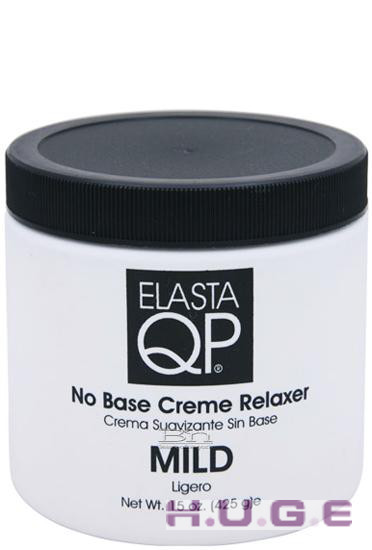 ELASTA
QP®
No Base Creme Relaxer
Crema Suavizante Sin Base
MILD
Ligero
Net Wt. 15 oz. (425 g)e
H.U.G.E